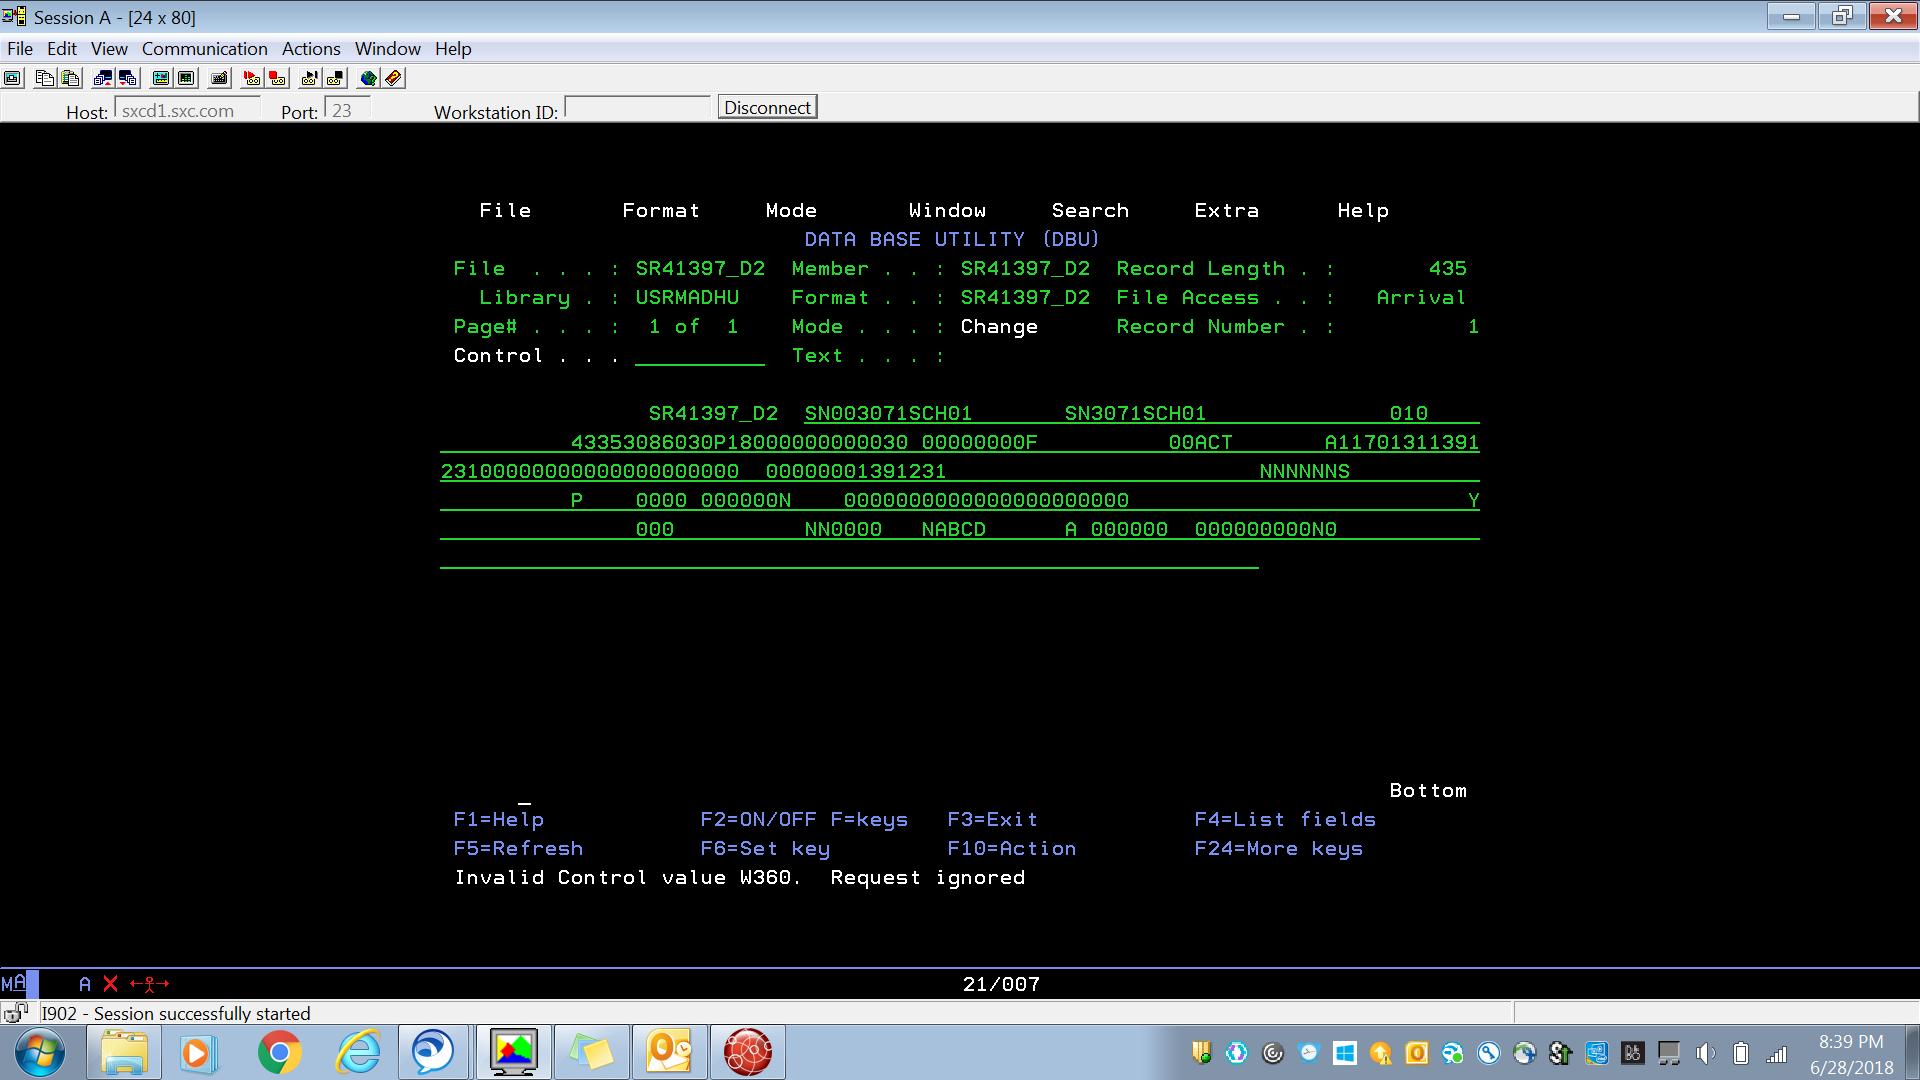 Session A - [24 x 80]
File Edit View Communication Actions Window Help
Host: sxcd1.sxc.com Port: 23 Workstation ID: Disconnect
File Format Mode Window Search Extra Help
DATA BASE UTILITY (DBU)
File . . . : SR41397_D2 Member . . : SR41397_D2 Record Length . : 435
Library . : USRMADHU Format . . : SR41397_D2 File Access . . : Arrival
Page# . . . : 1 of 1 Mode . . . : Change Record Number . : 1
Control . . . Text . . . :
SR41397_D2 SN003071SCH01 SN3071SCH01 010
43353086030P18000000000030 00000000F 00ACT A11701311391
23100000000000000000000 00000001391231 NNNNNNS
P 0000 000000N 0000000000000000000000 Y
000 NN0000 NABCD A 000000 000000000N0
Bottom
F1=Help F2=ON/OFF F=keys F3=Exit F4=List fields
F5=Refresh F6=Set key F10=Action F24=More keys
Invalid Control value W360. Request ignored
MA A 21/007
I902 - Session successfully started
8:39 PM
6/28/2018